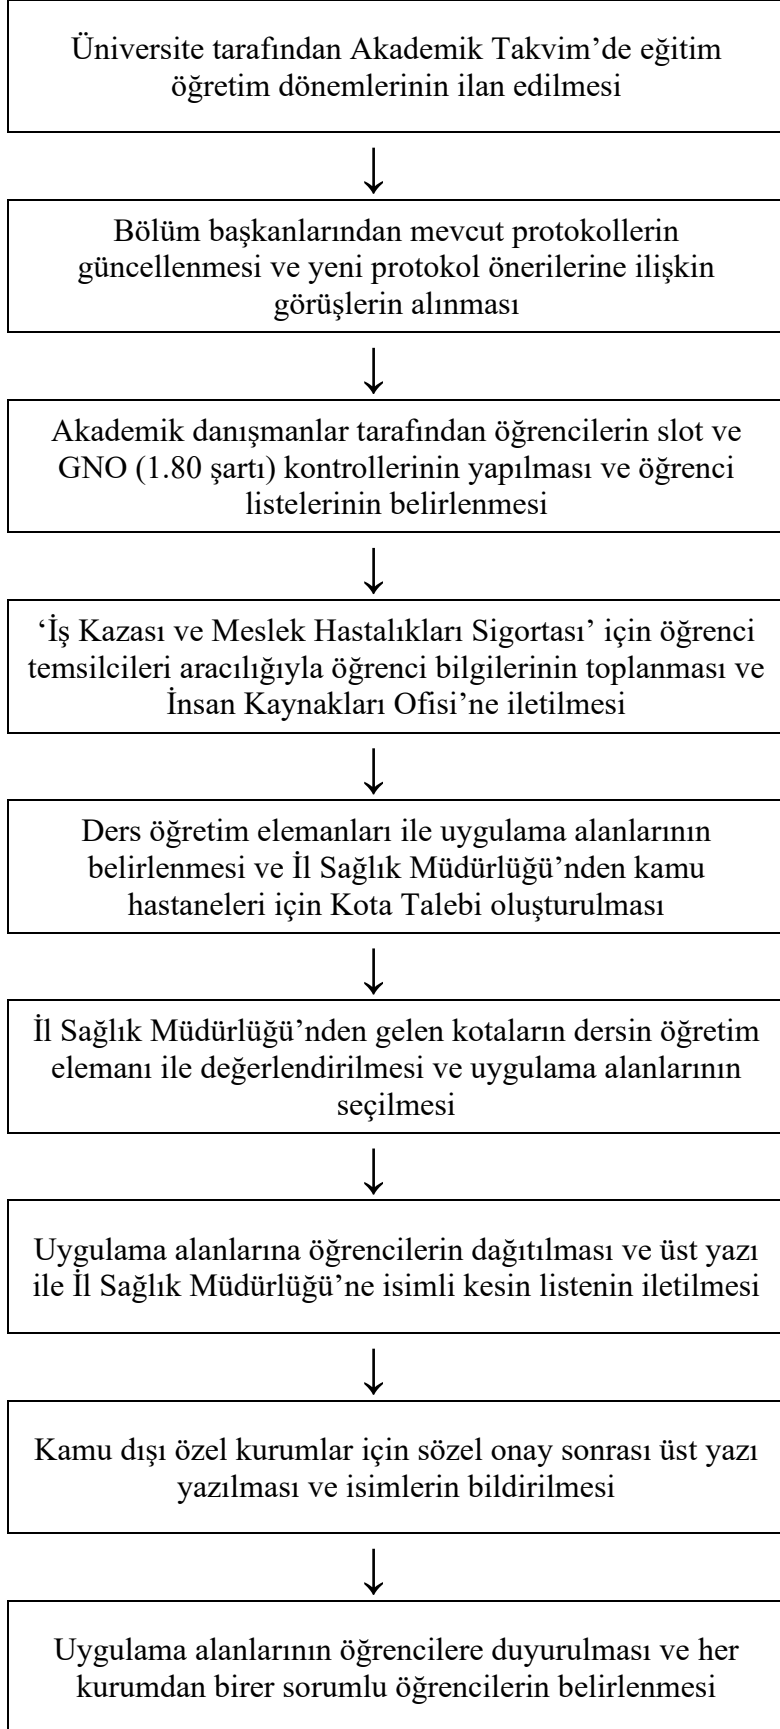 Üniversite tarafından Akademik Takvim’de eğitim
öğretim dönemlerinin ilan edilmesi
Bölüm başkanlarından mevcut protokollerin
güncellenmesi ve yeni protokol önerilerine ilişkin
görüşlerin alınması
Akademik danışmanlar tarafından öğrencilerin slot ve
GNO (1.80 şartı) kontrollerinin yapılması ve öğrenci
listelerinin belirlenmesi
‘İş Kazası ve Meslek Hastalıkları Sigortası’ için öğrenci
temsilcileri aracılığıyla öğrenci bilgilerinin toplanması ve
İnsan Kaynakları Ofisi’ne iletilmesi
Ders öğretim elemanları ile uygulama alanlarının
belirlenmesi ve İl Sağlık Müdürlüğü’nden kamu
hastaneleri için Kota Talebi oluşturulması
İl Sağlık Müdürlüğü’nden gelen kotaların dersin öğretim
elemanı ile değerlendirilmesi ve uygulama alanlarının
seçilmesi
Uygulama alanlarına öğrencilerin dağıtılması ve üst yazı
ile İl Sağlık Müdürlüğü’ne isimli kesin listenin iletilmesi
Kamu dışı özel kurumlar için sözel onay sonrası üst yazı
yazılması ve isimlerin bildirilmesi
Uygulama alanlarının öğrencilere duyurulması ve her
kurumdan birer sorumlu öğrencilerin belirlenmesi